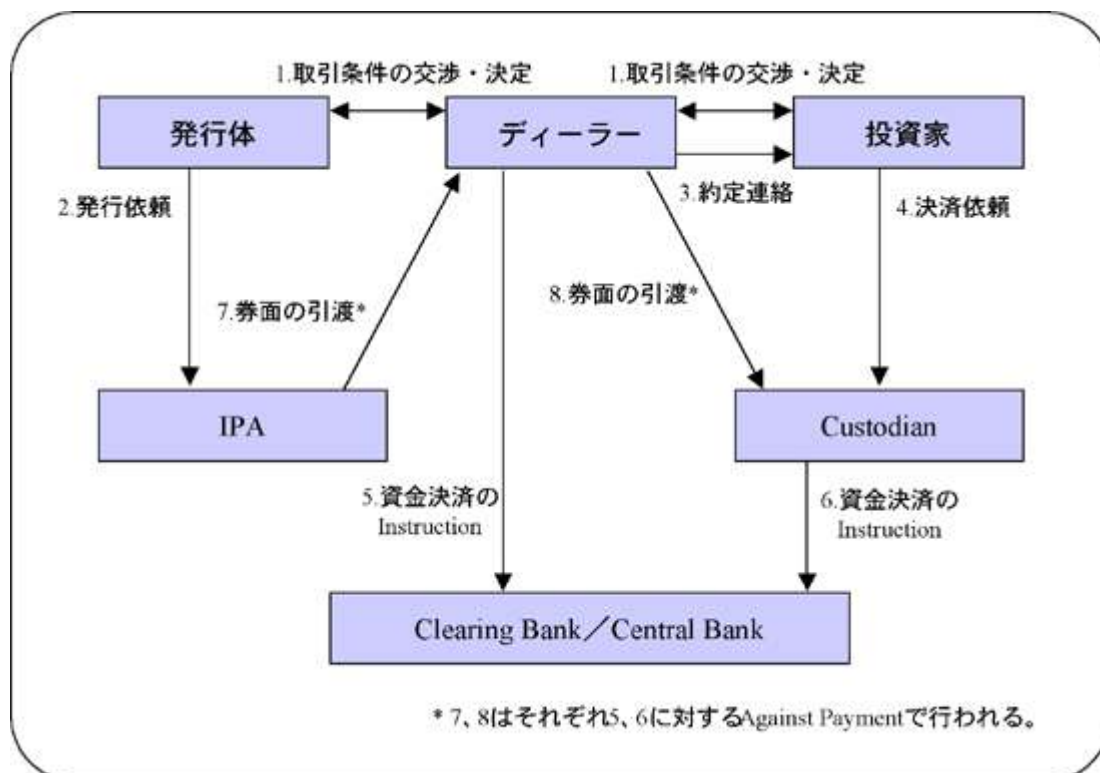 1.取引条件の交渉・決定
1.取引条件の交渉・決定
発行体
ディーラー
投資家
2.発行依頼
3.約定連絡
4.決済依頼
7.券面の引渡*
8.券面の引渡*
IPA
Custodian
5.資金決済の
Instruction
6.資金決済の
Instruction
Clearing Bank／Central Bank
* 7、8はそれぞれ5、6に対するAgainst Paymentで行われる。